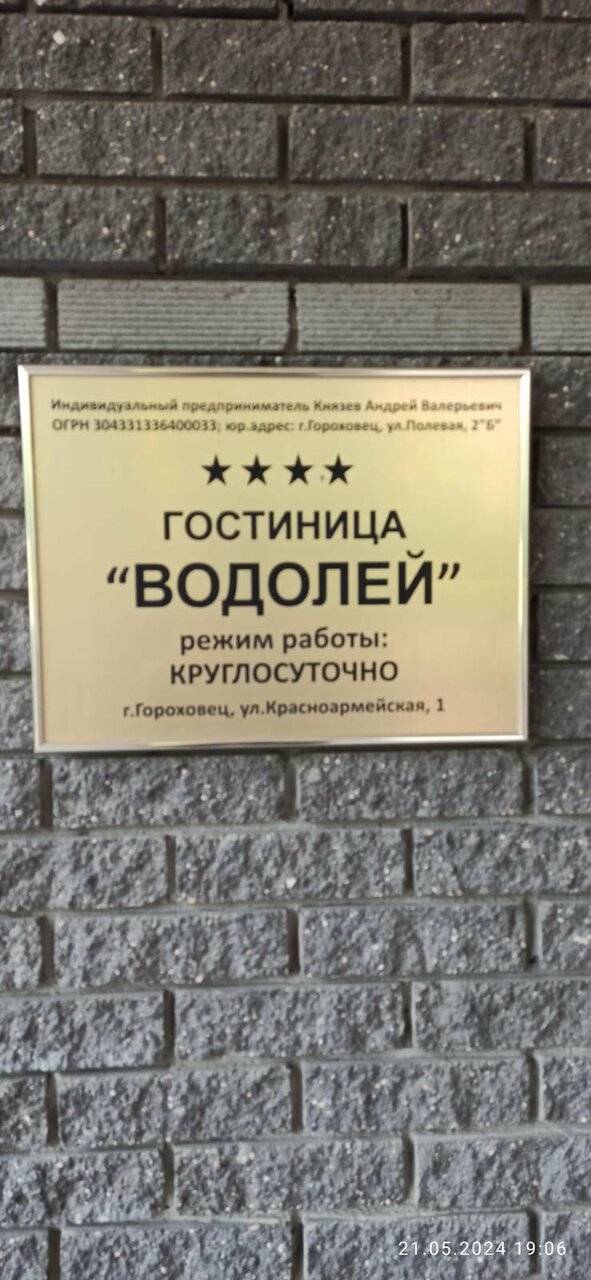 Индивидуальный предприниматель Князев Андрей Валерьевич
ОГРН 304331336400033; юр.адрес: г.Гороховец, ул.Полевая, 2"Б"
★★★★
ГОСТИНИЦА
“ВОДОЛЕЙ”
режим работы:
КРУГЛОСУТОЧНО
г.Гороховец, ул.Красноармейская, 1
21.05.2024 19:06